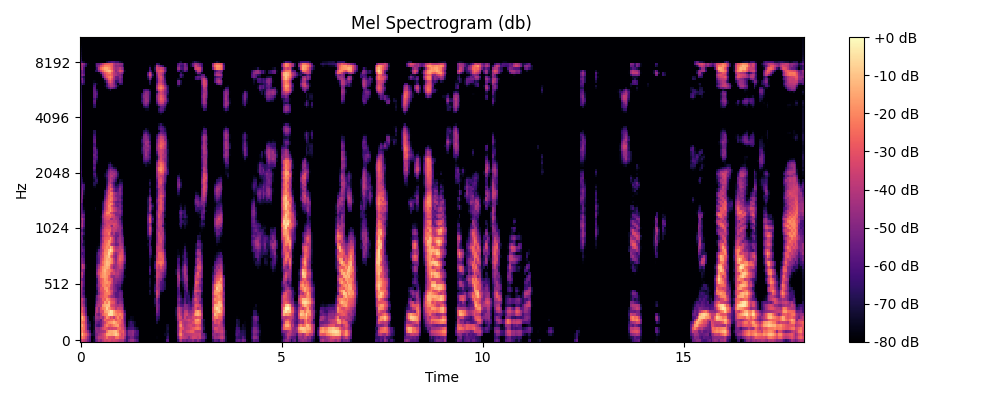 Mel Spectrogram (db)
Hz
8192
4096
2048
1024
512
0
0 5 10 15
Time
+0 dB
-10 dB
-20 dB
-30 dB
-40 dB
-50 dB
-60 dB
-70 dB
-80 dB